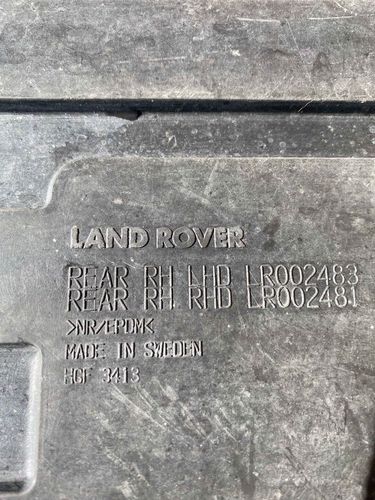 LAND ROVER
REAR RH LHD LR002483
REAR RH RHD LR002481
>NR/EPDM<
MADE IN SWEDEN
HGF 3413